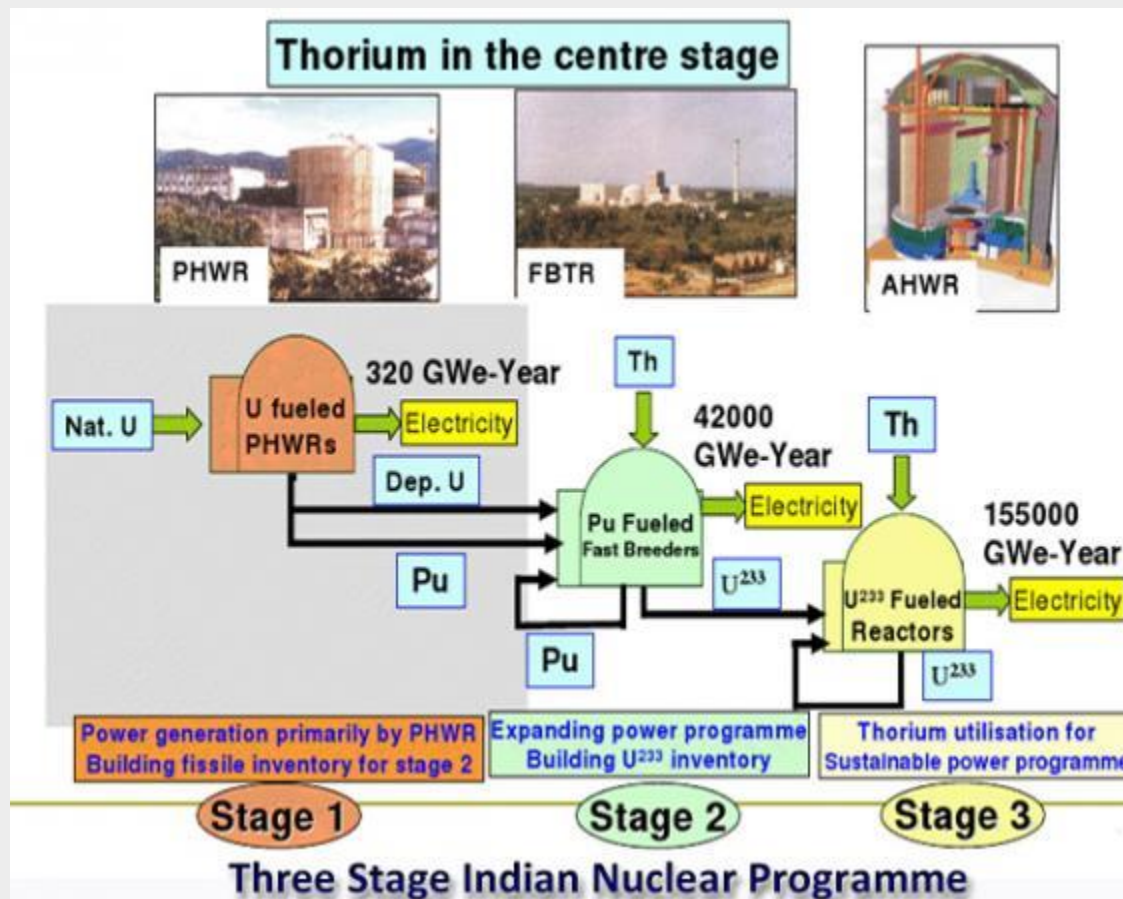 Thorium in the centre stage
PHWR
FBTR
AHWR
Nat. U
U fueled
PHWRs
320 GWe-Year
Electricity
Dep. U
Pu
Th
Pu Fueled
Fast Breeders
42000
GWe-Year
Electricity
U²³³
Pu
Th
U²³³ Fueled
Reactors
155000
GWe-Year
Electricity
U²³³
Power generation primarily by PHWR
Building fissile inventory for stage 2
Expanding power programme
Building U²³³ inventory
Thorium utilisation for
Sustainable power programme
Stage 1
Stage 2
Stage 3
Three Stage Indian Nuclear Programme